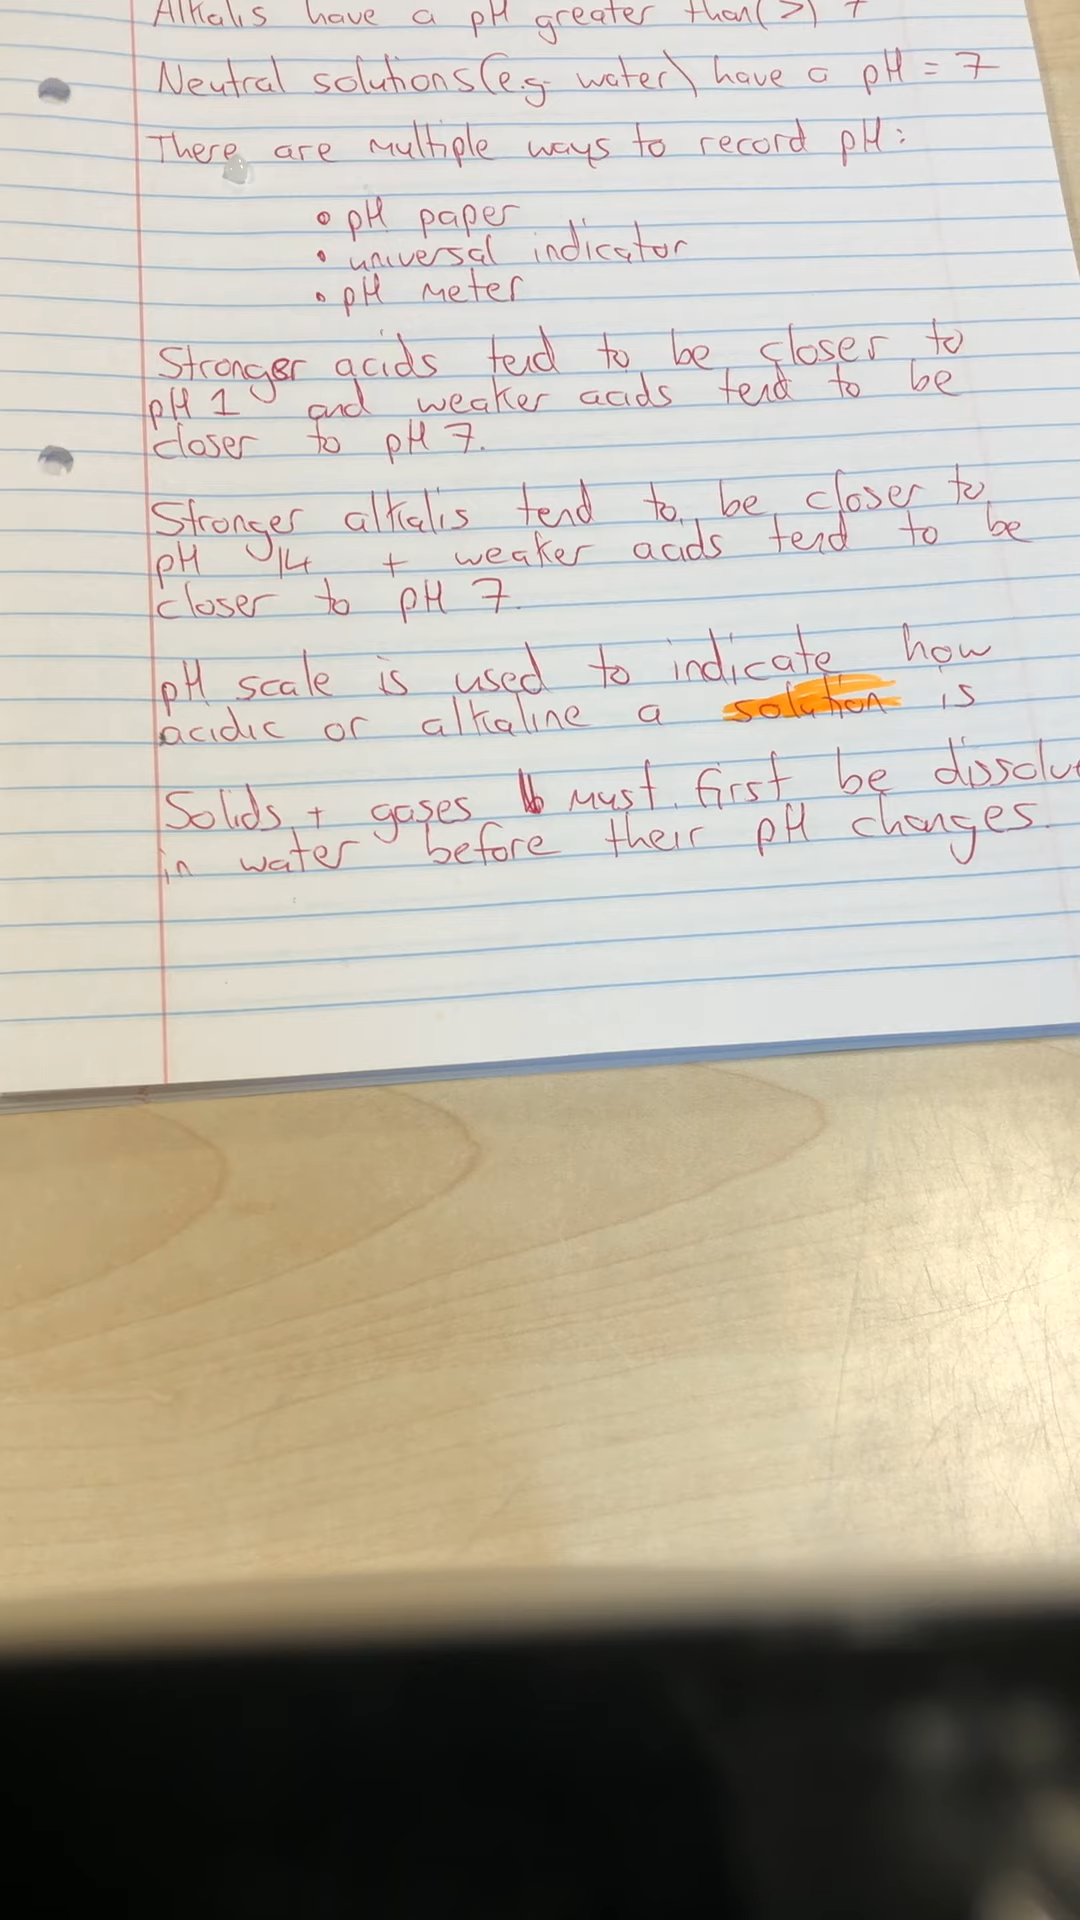 Alkalis have a pH greater than(>) 7
Neutral solutions (e.g. water) have a pH = 7
There are multiple ways to record pH:
• pH paper
• universal indicator
• pH meter
Stronger acids tend to be closer to
pH 1 and weaker acids tend to be
closer to pH 7.
Stronger alkalis tend to be closer to
pH 14 + weaker acids tend to be
closer to pH 7.
pH scale is used to indicate how
acidic or alkaline a solution is
Solids + gases must first be dissolv
in water before their pH changes.